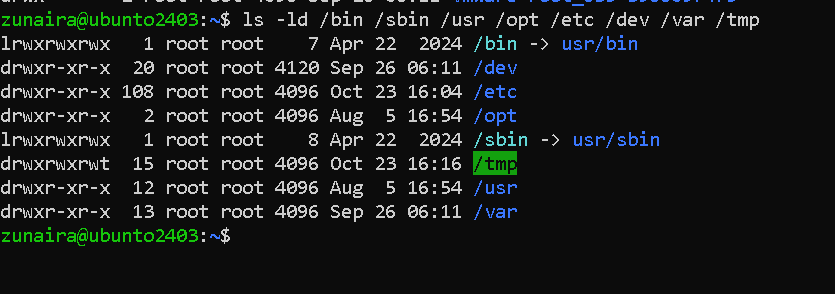 zunaira@ubunto2403:~$ ls -ld /bin /sbin /usr /opt /etc /dev /var /tmp
lrwxrwxrwx   1 root root    7 Apr 22  2024 /bin -> usr/bin
drwxr-xr-x  20 root root 4120 Sep 26 06:11 /dev
drwxr-xr-x 108 root root 4096 Oct 23 16:04 /etc
drwxr-xr-x   2 root root 4096 Aug  5 16:54 /opt
lrwxrwxrwx   1 root root    8 Apr 22  2024 /sbin -> usr/sbin
drwxrwxrwt  15 root root 4096 Oct 23 16:16 /tmp
drwxr-xr-x  12 root root 4096 Aug  5 16:54 /usr
drwxr-xr-x  13 root root 4096 Sep 26 06:11 /var
zunaira@ubunto2403:~$